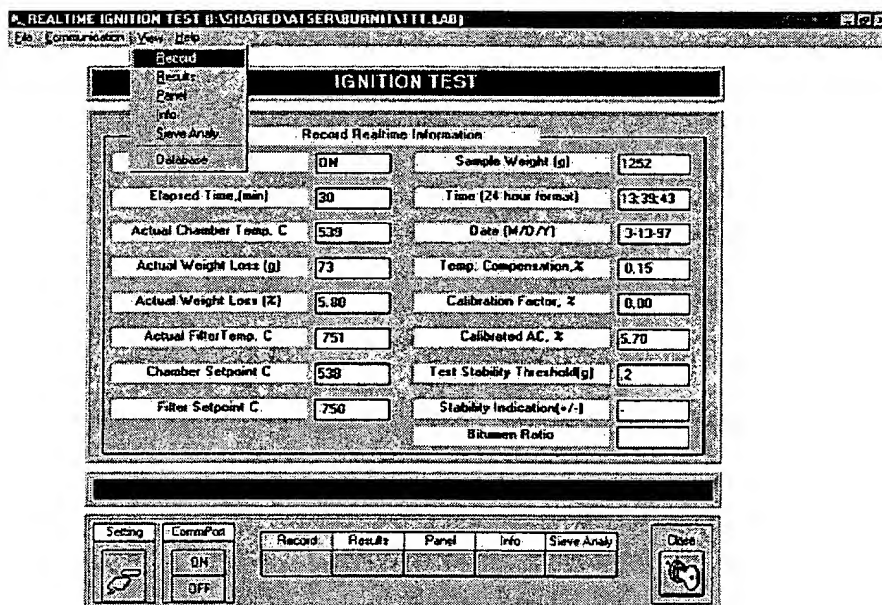 REALTIME IGNITION TEST [I:\SHARED\ATSER\BURNIT\TTT.LAB]
File Communication View Help
Record
Results
Panel
Info
Sieve Analy
Database
IGNITION TEST
Record Realtime Information
ON Sample Weight (g) 1252
Elapsed Time,(min) 30 Time (24 hour format) 13:39:43
Actual Chamber Temp. C 539 Date (M/D/Y) 3-13-97
Actual Weight Loss (g) 73 Temp. Compensation,% 0.15
Actual Weight Loss (%) 5.80 Calibration Factor, % 0.00
Actual FilterTemp. C 751 Calibrated AC, % 5.70
Chamber Setpoint C 538 Test Stability Threshold(g) .2
Filter Setpoint C. 750 Stability Indication(+/-) -
Bitumen Ratio
Setting CommPort Record Results Panel Info Sieve Analy Close
ON
OFF